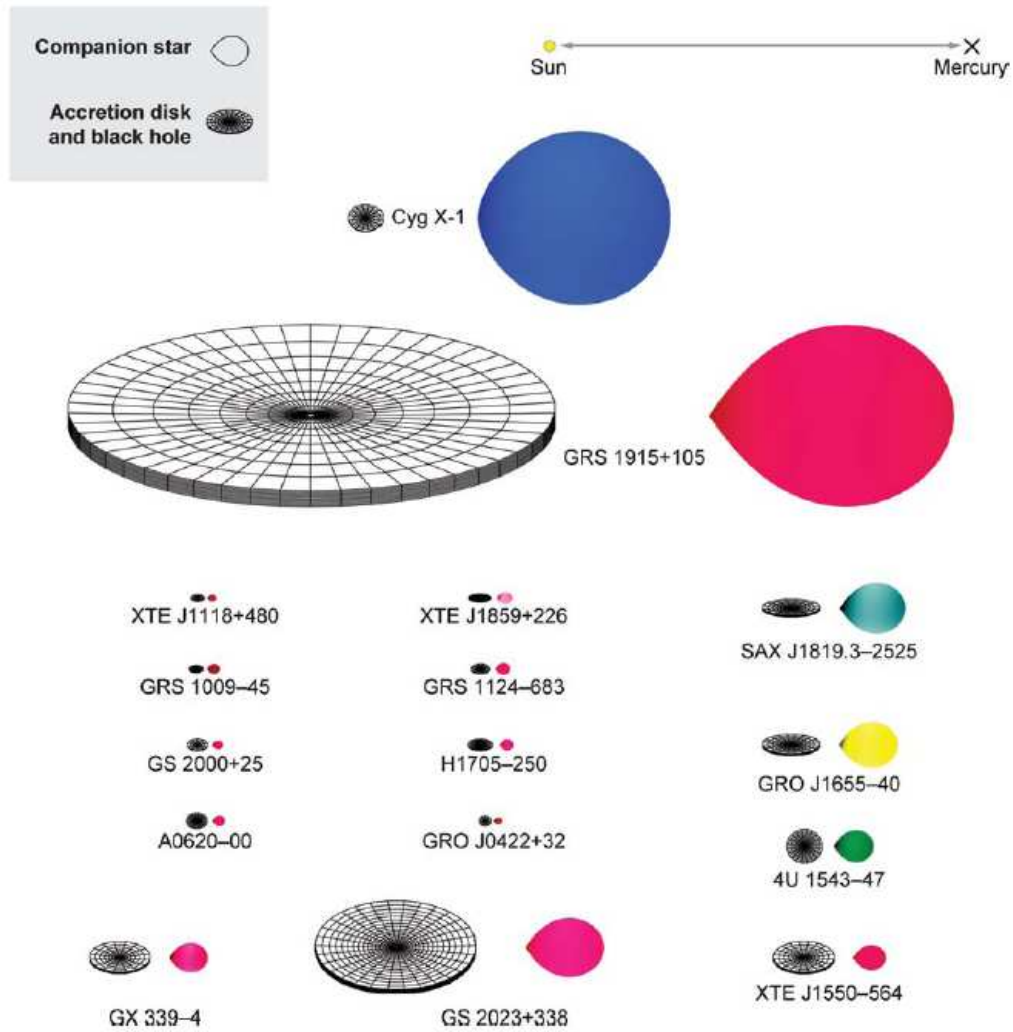 Companion star
Accretion disk
and black hole
Sun
Mercury
Cyg X-1
GRS 1915+105
XTE J1118+480
XTE J1859+226
SAX J1819.3–2525
GRS 1009–45
GRS 1124–683
GS 2000+25
H1705–250
GRO J1655–40
A0620–00
GRO J0422+32
4U 1543–47
GX 339–4
GS 2023+338
XTE J1550–564